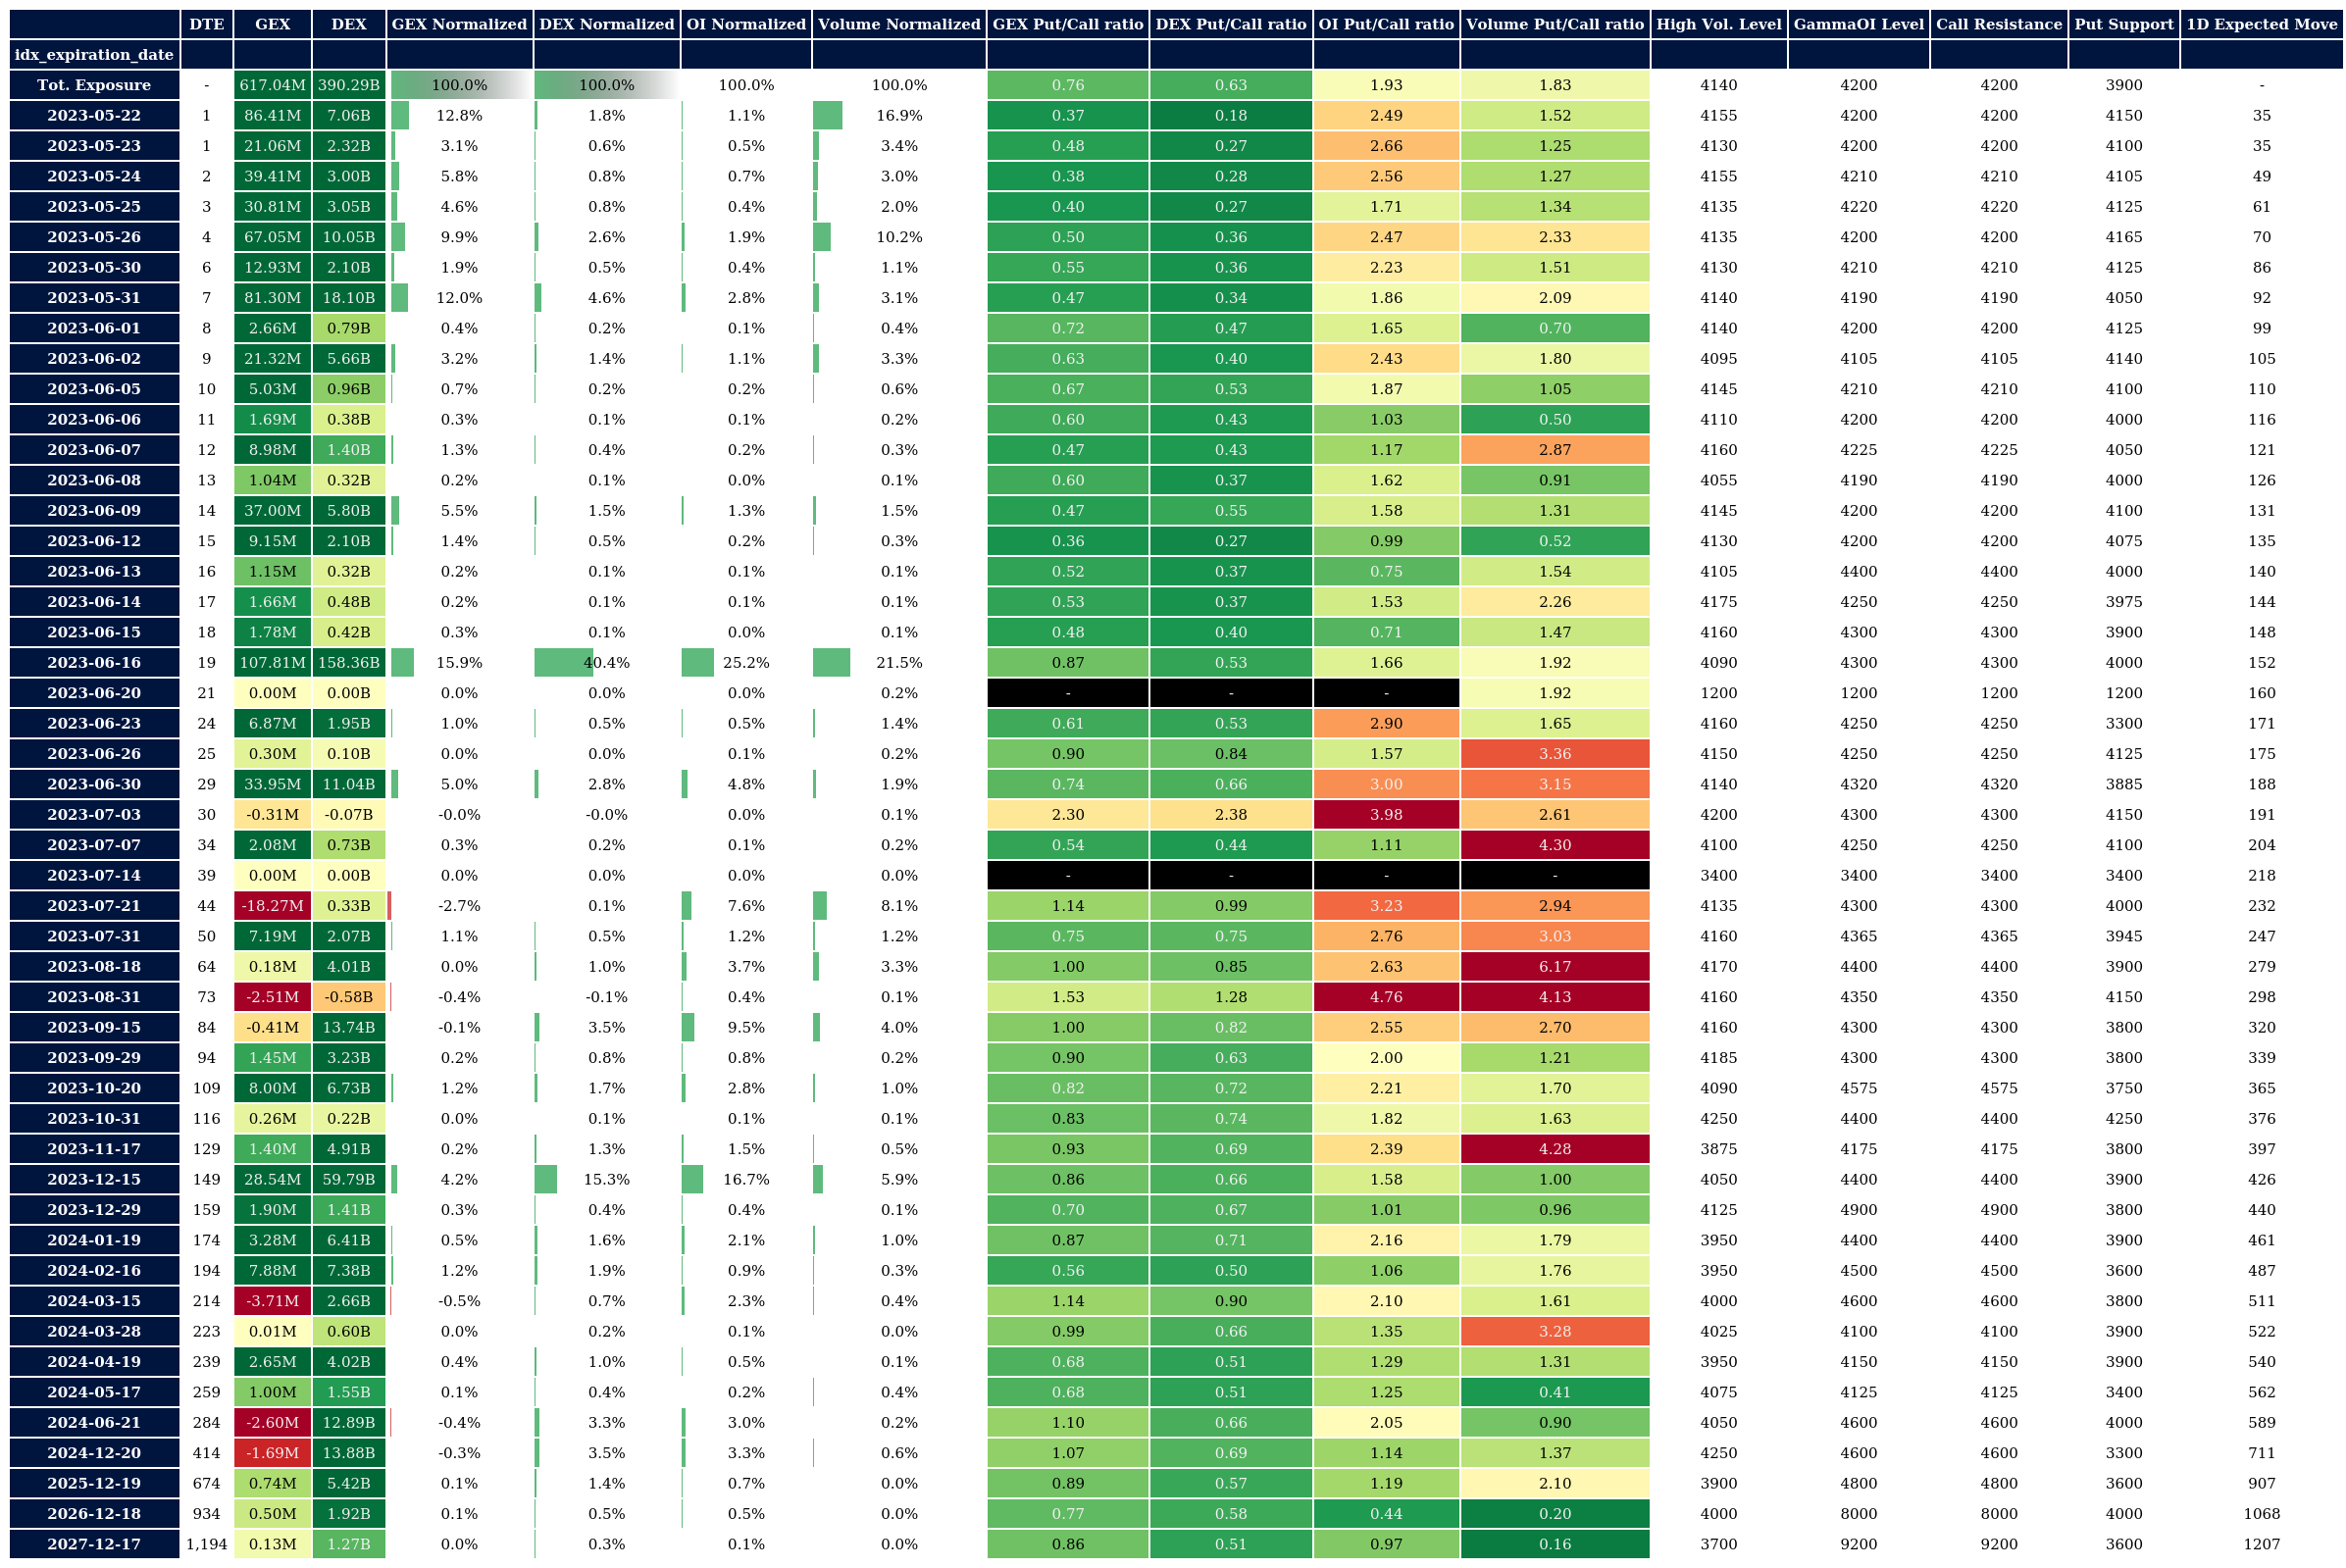 DTE GEX DEX GEX Normalized DEX Normalized OI Normalized Volume Normalized GEX Put/Call ratio DEX Put/Call ratio OI Put/Call ratio Volume Put/Call ratio High Vol. Level GammaOI Level Call Resistance Put Support 1D Expected Move
idx_expiration_date
Tot. Exposure - 617.04M 390.29B 100.0% 100.0% 100.0% 100.0% 0.76 0.63 1.93 1.83 4140 4200 4200 3900 -
2023-05-22 1 86.41M 7.06B 12.8% 1.8% 1.1% 16.9% 0.37 0.18 2.49 1.52 4155 4200 4200 4150 35
2023-05-23 1 21.06M 2.32B 3.1% 0.6% 0.5% 3.4% 0.48 0.27 2.66 1.25 4130 4200 4200 4100 35
2023-05-24 2 39.41M 3.00B 5.8% 0.8% 0.7% 3.0% 0.38 0.28 2.56 1.27 4155 4210 4210 4105 49
2023-05-25 3 30.81M 3.05B 4.6% 0.8% 0.4% 2.0% 0.40 0.27 1.71 1.34 4135 4220 4220 4125 61
2023-05-26 4 67.05M 10.05B 9.9% 2.6% 1.9% 10.2% 0.50 0.36 2.47 2.33 4135 4200 4200 4165 70
2023-05-30 6 12.93M 2.10B 1.9% 0.5% 0.4% 1.1% 0.55 0.36 2.23 1.51 4130 4210 4210 4125 86
2023-05-31 7 81.30M 18.10B 12.0% 4.6% 2.8% 3.1% 0.47 0.34 1.86 2.09 4140 4190 4190 4050 92
2023-06-01 8 2.66M 0.79B 0.4% 0.2% 0.1% 0.4% 0.72 0.47 1.65 0.70 4140 4200 4200 4125 99
2023-06-02 9 21.32M 5.66B 3.2% 1.4% 1.1% 3.3% 0.63 0.40 2.43 1.80 4095 4105 4105 4140 105
2023-06-05 10 5.03M 0.96B 0.7% 0.2% 0.2% 0.6% 0.67 0.53 1.87 1.05 4145 4210 4210 4100 110
2023-06-06 11 1.69M 0.38B 0.3% 0.1% 0.1% 0.2% 0.60 0.43 1.03 0.50 4110 4200 4200 4000 116
2023-06-07 12 8.98M 1.40B 1.3% 0.4% 0.2% 0.3% 0.47 0.43 1.17 2.87 4160 4225 4225 4050 121
2023-06-08 13 1.04M 0.32B 0.2% 0.1% 0.0% 0.1% 0.60 0.37 1.62 0.91 4055 4190 4190 4000 126
2023-06-09 14 37.00M 5.80B 5.5% 1.5% 1.3% 1.5% 0.47 0.55 1.58 1.31 4145 4200 4200 4100 131
2023-06-12 15 9.15M 2.10B 1.4% 0.5% 0.2% 0.3% 0.36 0.27 0.99 0.52 4130 4200 4200 4075 135
2023-06-13 16 1.15M 0.32B 0.2% 0.1% 0.1% 0.1% 0.52 0.37 0.75 1.54 4105 4400 4400 4000 140
2023-06-14 17 1.66M 0.48B 0.2% 0.1% 0.1% 0.1% 0.53 0.37 1.53 2.26 4175 4250 4250 3975 144
2023-06-15 18 1.78M 0.42B 0.3% 0.1% 0.0% 0.1% 0.48 0.40 0.71 1.47 4160 4300 4300 3900 148
2023-06-16 19 107.81M 158.36B 15.9% 40.4% 25.2% 21.5% 0.87 0.53 1.66 1.92 4090 4300 4300 4000 152
2023-06-20 21 0.00M 0.00B 0.0% 0.0% 0.0% 0.2% - - - 1.92 1200 1200 1200 1200 160
2023-06-23 24 6.87M 1.95B 1.0% 0.5% 0.5% 1.4% 0.61 0.53 2.90 1.65 4160 4250 4250 3300 171
2023-06-26 25 0.30M 0.10B 0.0% 0.0% 0.1% 0.2% 0.90 0.84 1.57 3.36 4150 4250 4250 4125 175
2023-06-30 29 33.95M 11.04B 5.0% 2.8% 4.8% 1.9% 0.74 0.66 3.00 3.15 4140 4320 4320 3885 188
2023-07-03 30 -0.31M -0.07B -0.0% -0.0% 0.0% 0.1% 2.30 2.38 3.98 2.61 4200 4300 4300 4150 191
2023-07-07 34 2.08M 0.73B 0.3% 0.2% 0.1% 0.2% 0.54 0.44 1.11 4.30 4100 4250 4250 4100 204
2023-07-14 39 0.00M 0.00B 0.0% 0.0% 0.0% 0.0% - - - - 3400 3400 3400 3400 218
2023-07-21 44 -18.27M 0.33B -2.7% 0.1% 7.6% 8.1% 1.14 0.99 3.23 2.94 4135 4300 4300 4000 232
2023-07-31 50 7.19M 2.07B 1.1% 0.5% 1.2% 1.2% 0.75 0.75 2.76 3.03 4160 4365 4365 3945 247
2023-08-18 64 0.18M 4.01B 0.0% 1.0% 3.7% 3.3% 1.00 0.85 2.63 6.17 4170 4400 4400 3900 279
2023-08-31 73 -2.51M -0.58B -0.4% -0.1% 0.4% 0.1% 1.53 1.28 4.76 4.13 4160 4350 4350 4150 298
2023-09-15 84 -0.41M 13.74B -0.1% 3.5% 9.5% 4.0% 1.00 0.82 2.55 2.70 4160 4300 4300 3800 320
2023-09-29 94 1.45M 3.23B 0.2% 0.8% 0.8% 0.2% 0.90 0.63 2.00 1.21 4185 4300 4300 3800 339
2023-10-20 109 8.00M 6.73B 1.2% 1.7% 2.8% 1.0% 0.82 0.72 2.21 1.70 4090 4575 4575 3750 365
2023-10-31 116 0.26M 0.22B 0.0% 0.1% 0.1% 0.1% 0.83 0.74 1.82 1.63 4250 4400 4400 4250 376
2023-11-17 129 1.40M 4.91B 0.2% 1.3% 1.5% 0.5% 0.93 0.69 2.39 4.28 3875 4175 4175 3800 397
2023-12-15 149 28.54M 59.79B 4.2% 15.3% 16.7% 5.9% 0.86 0.66 1.58 1.00 4050 4400 4400 3900 426
2023-12-29 159 1.90M 1.41B 0.3% 0.4% 0.4% 0.1% 0.70 0.67 1.01 0.96 4125 4900 4900 3800 440
2024-01-19 174 3.28M 6.41B 0.5% 1.6% 2.1% 1.0% 0.87 0.71 2.16 1.79 3950 4400 4400 3900 461
2024-02-16 194 7.88M 7.38B 1.2% 1.9% 0.9% 0.3% 0.56 0.50 1.06 1.76 3950 4500 4500 3600 487
2024-03-15 214 -3.71M 2.66B -0.5% 0.7% 2.3% 0.4% 1.14 0.90 2.10 1.61 4000 4600 4600 3800 511
2024-03-28 223 0.01M 0.60B 0.0% 0.2% 0.1% 0.0% 0.99 0.66 1.35 3.28 4025 4100 4100 3900 522
2024-04-19 239 2.65M 4.02B 0.4% 1.0% 0.5% 0.1% 0.68 0.51 1.29 1.31 3950 4150 4150 3900 540
2024-05-17 259 1.00M 1.55B 0.1% 0.4% 0.2% 0.4% 0.68 0.51 1.25 0.41 4075 4125 4125 3400 562
2024-06-21 284 -2.60M 12.89B -0.4% 3.3% 3.0% 0.2% 1.10 0.66 2.05 0.90 4050 4600 4600 4000 589
2024-12-20 414 -1.69M 13.88B -0.3% 3.5% 3.3% 0.6% 1.07 0.69 1.14 1.37 4250 4600 4600 3300 711
2025-12-19 674 0.74M 5.42B 0.1% 1.4% 0.7% 0.0% 0.89 0.57 1.19 2.10 3900 4800 4800 3600 907
2026-12-18 934 0.50M 1.92B 0.1% 0.5% 0.5% 0.0% 0.77 0.58 0.44 0.20 4000 8000 8000 4000 1068
2027-12-17 1,194 0.13M 1.27B 0.0% 0.3% 0.1% 0.0% 0.86 0.51 0.97 0.16 3700 9200 9200 3600 1207